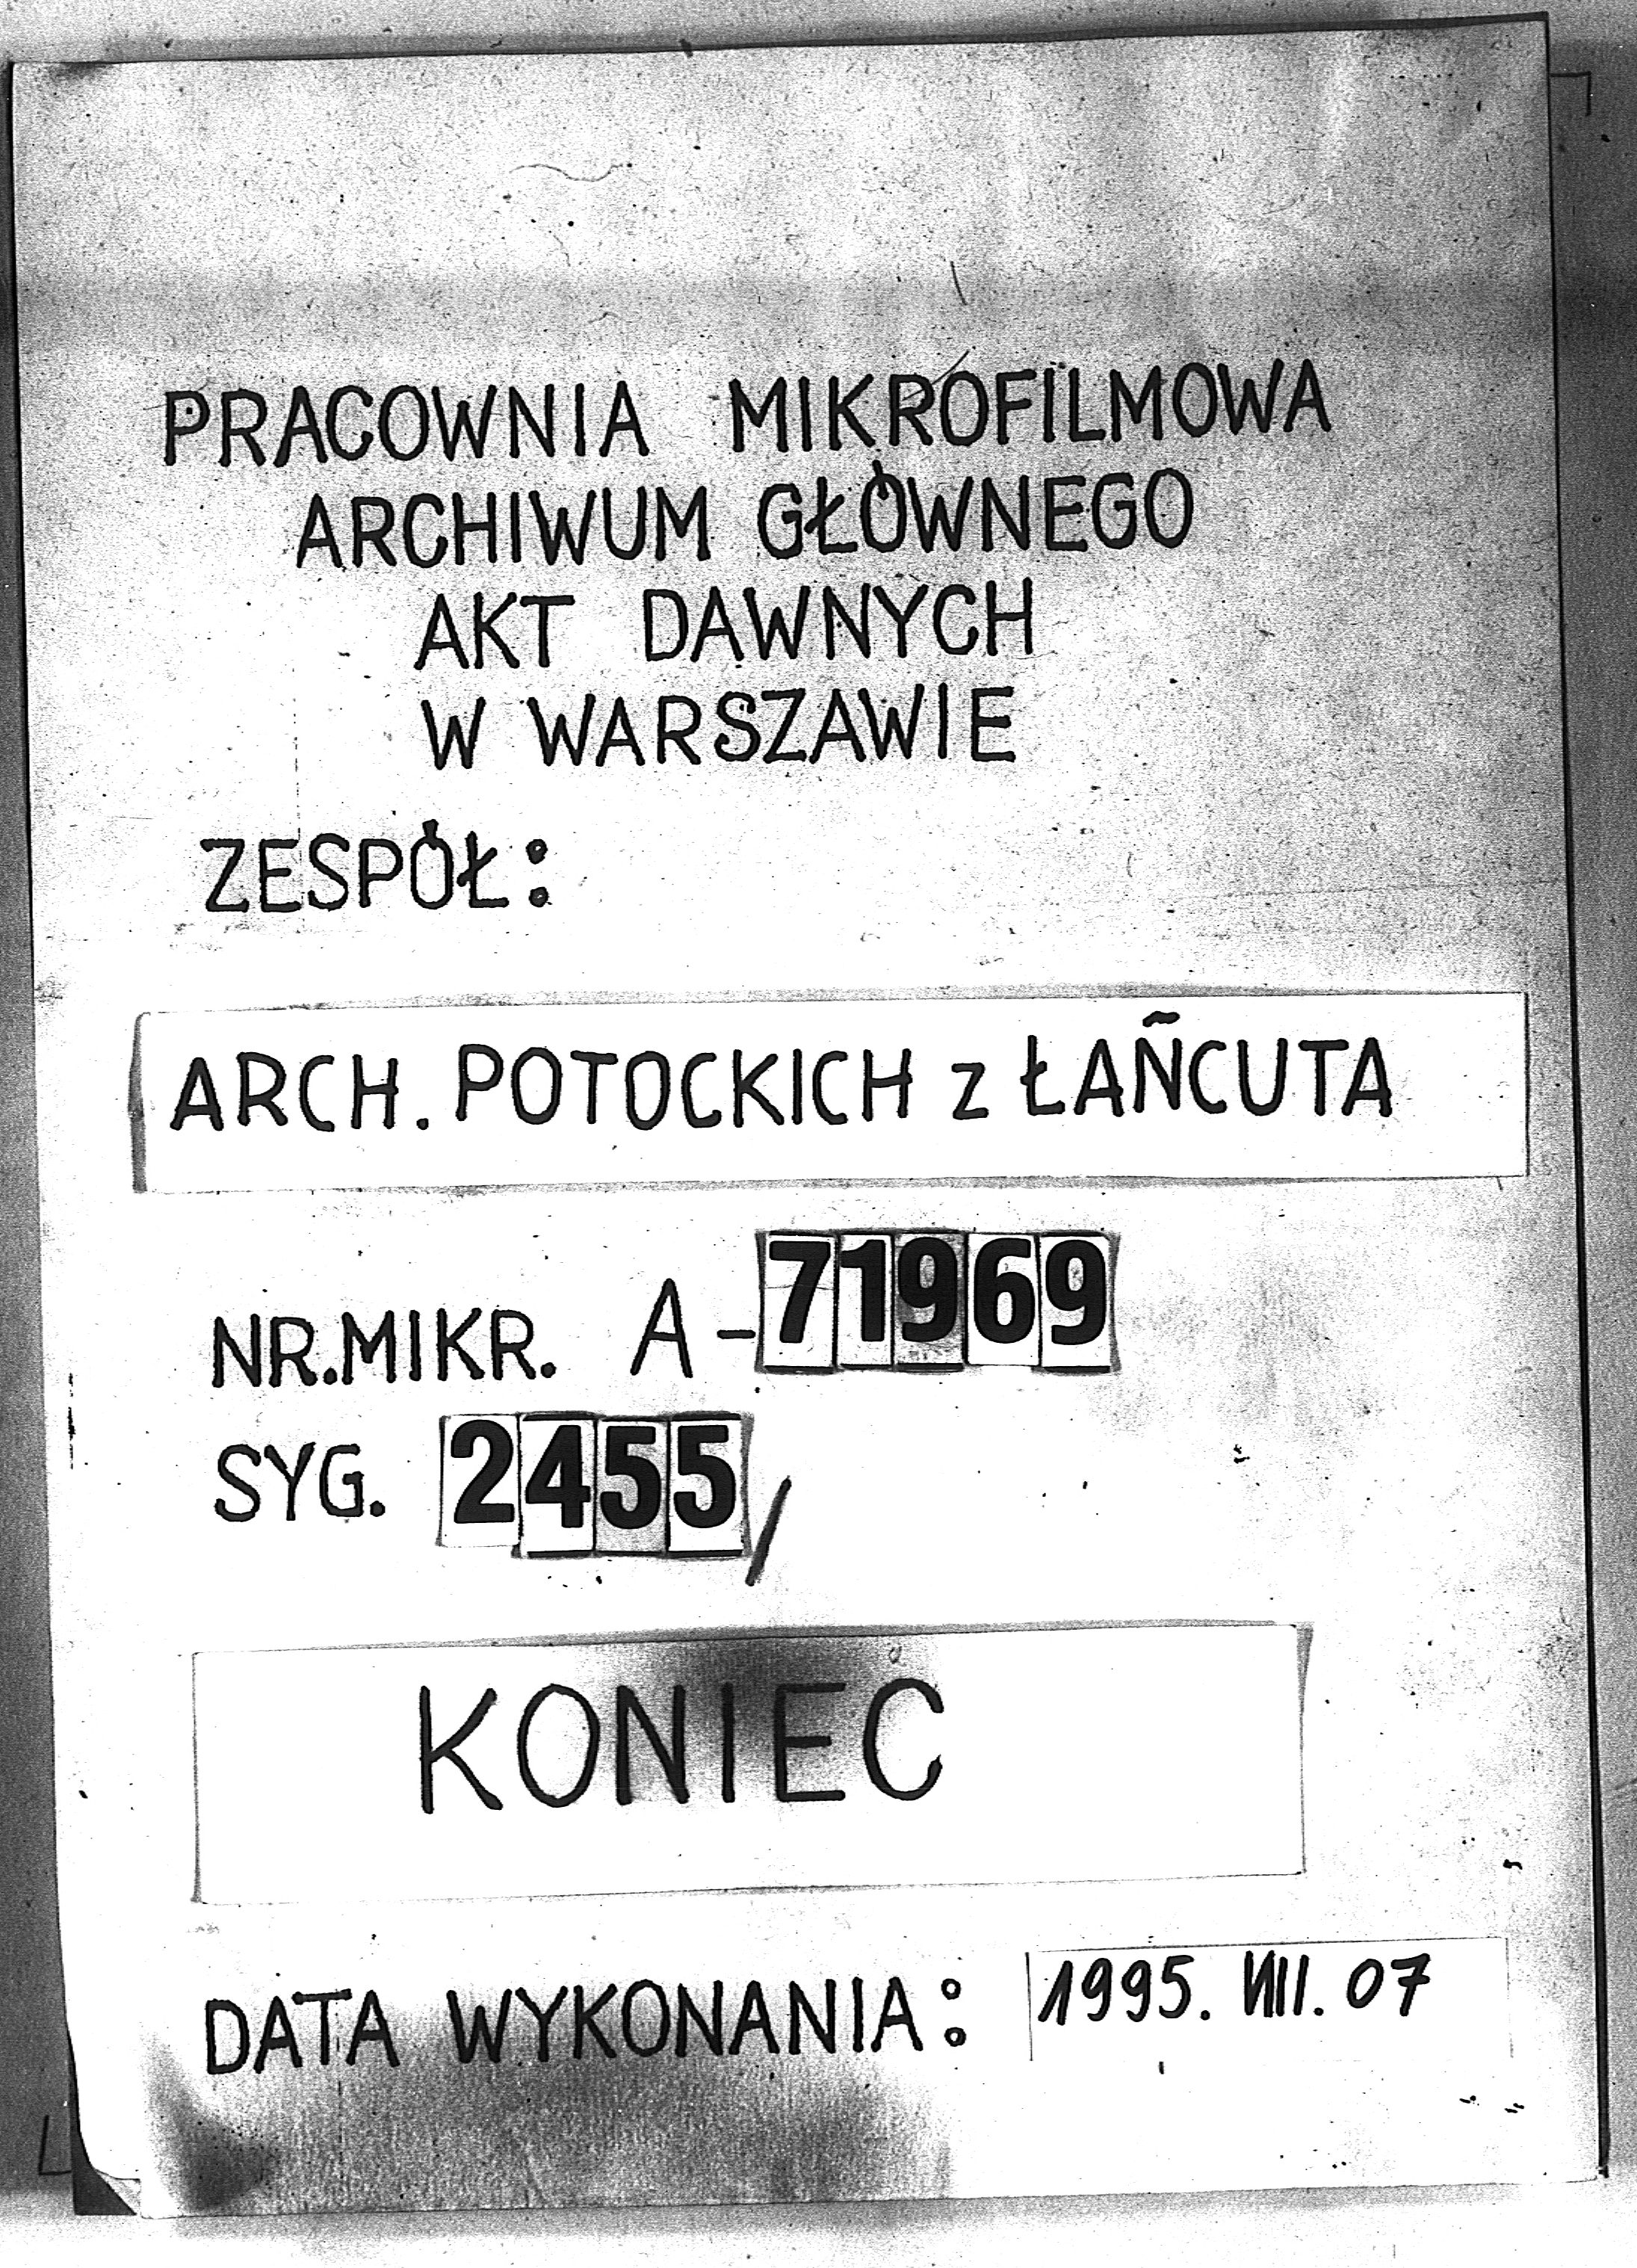 PRACOWNIA MIKROFILMOWA
ARCHIWUM GŁÓWNEGO
AKT DAWNYCH
W WARSZAWIE
ZESPÓŁ:
ARCH. POTOCKICH z ŁAÑCUTA
NR.MIKR. A-71969
SYG. 2455/
KONIEC
DATA WYKONANIA: 1995. VIII. 07